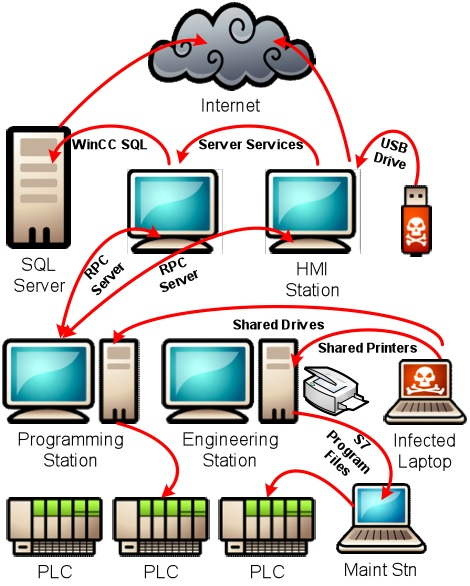 Internet
WinCC SQL
Server Services
USB
Drive
SQL
Server
RPC
Server
RPC
Server
HMI
Station
Shared Drives
Shared Printers
Programming
Station
Engineering
Station
S7
Program
Files
Infected
Laptop
PLC
PLC
PLC
Maint Stn